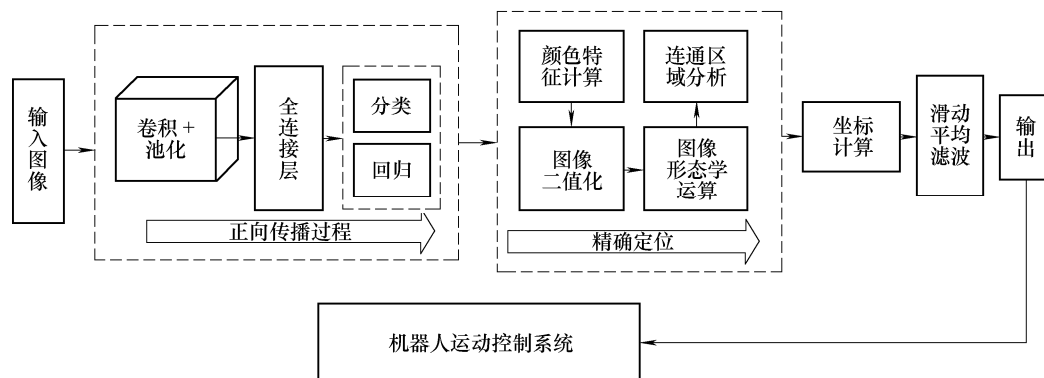 输
入
图
像
卷积 +
池化
全
连
接
层
分类
回归
正向传播过程
颜色特
征计算
图像
二值化
图像
形态学
运算
连通区
域分析
精确定位
坐标
计算
滑动
平均
滤波
输
出
机器人运动控制系统